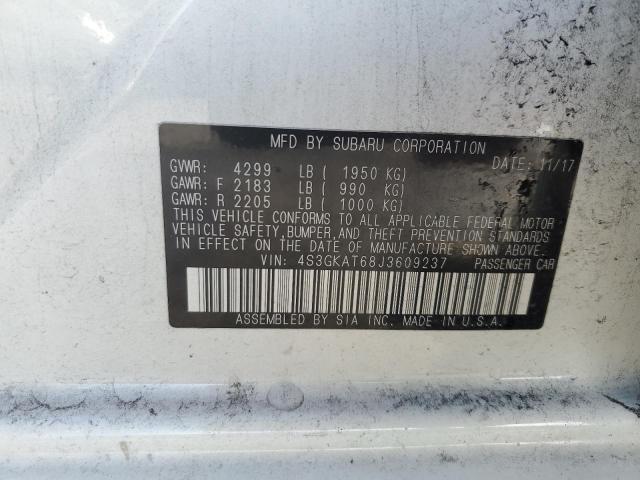 MFD BY SUBARU CORPORATION
DATE: 11/17
GVWR: 4299 LB ( 1950 KG)
GAWR: F 2183 LB ( 990 KG)
GAWR: R 2205 LB ( 1000 KG)
THIS VEHICLE CONFORMS TO ALL APPLICABLE FEDERAL MOTOR
VEHICLE SAFETY, BUMPER, AND THEFT PREVENTION STANDARDS
IN EFFECT ON THE DATE OF MANUFACTURE SHOWN ABOVE.
VIN: 4S3GKAT68J3609237 PASSENGER CAR
ASSEMBLED BY SIA INC. MADE IN U.S.A.